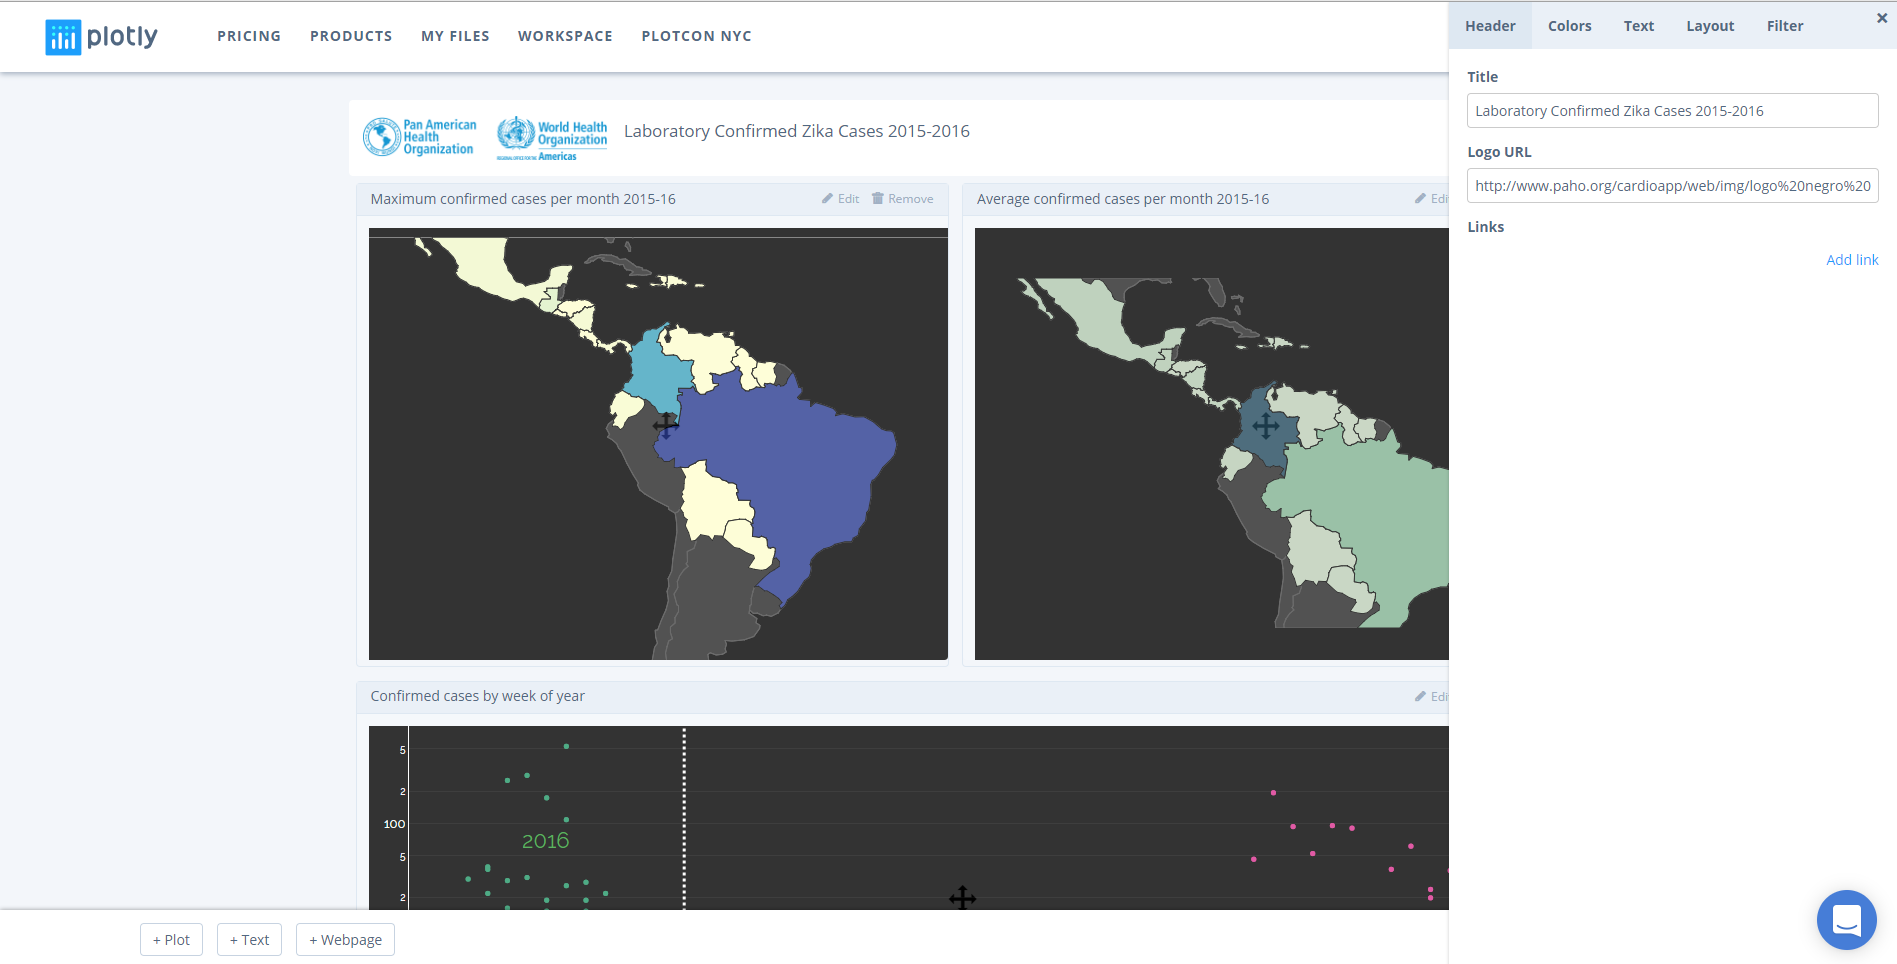 plotly
PRICING PRODUCTS MY FILES WORKSPACE PLOTCON NYC
Header Colors Text Layout Filter
Title
Laboratory Confirmed Zika Cases 2015-2016
Logo URL
http://www.paho.org/cardioapp/web/img/logo%20negro%20
Links
Add link
Pan American
Health
Organization
World Health
Organization
REGIONAL OFFICE FOR THE Americas
Laboratory Confirmed Zika Cases 2015-2016
Maximum confirmed cases per month 2015-16 Edit Remove
Average confirmed cases per month 2015-16 Edi
Confirmed cases by week of year Edi
5
2
100
2016
5
2
+ Plot + Text + Webpage